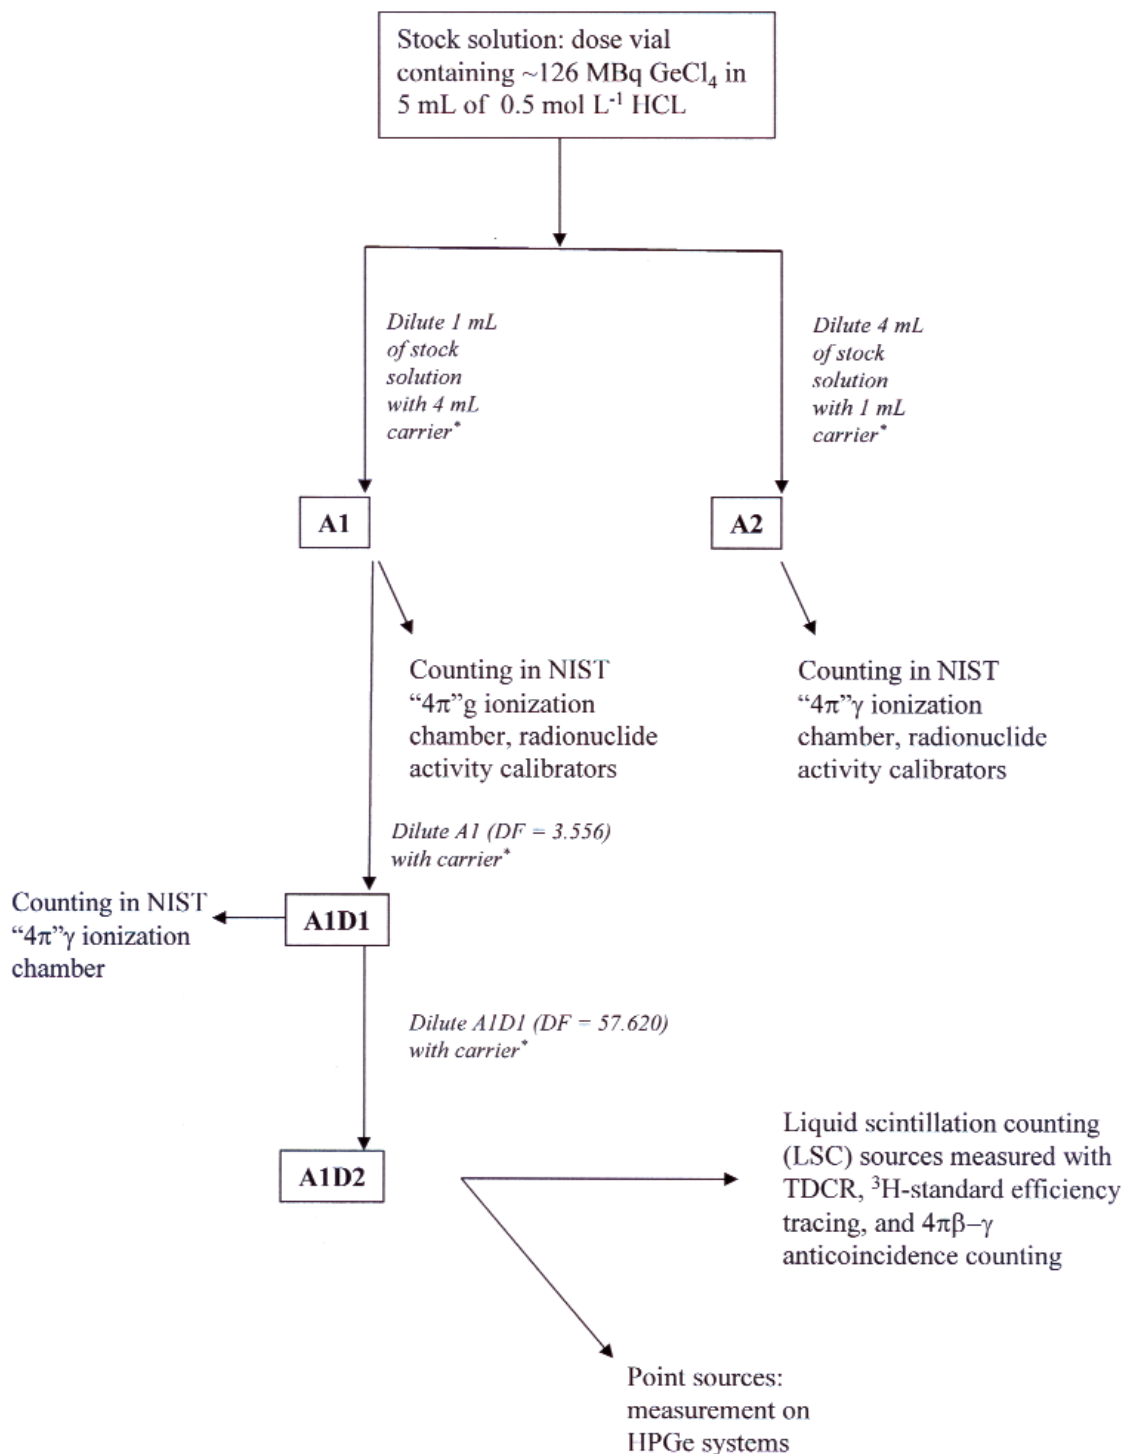 Stock solution: dose vial
containing ~126 MBq GeCl₄ in
5 mL of 0.5 mol L⁻¹ HCL
Dilute 1 mL
of stock
solution
with 4 mL
carrier*
Dilute 4 mL
of stock
solution
with 1 mL
carrier*
A1
A2
Counting in NIST
“4π”g ionization
chamber, radionuclide
activity calibrators
Counting in NIST
“4π”γ ionization
chamber, radionuclide
activity calibrators
Dilute A1 (DF = 3.556)
with carrier*
Counting in NIST
“4π”γ ionization
chamber
A1D1
Dilute A1D1 (DF = 57.620)
with carrier*
A1D2
Liquid scintillation counting
(LSC) sources measured with
TDCR, ³H-standard efficiency
tracing, and 4πβ–γ
anticoincidence counting
Point sources:
measurement on
HPGe systems